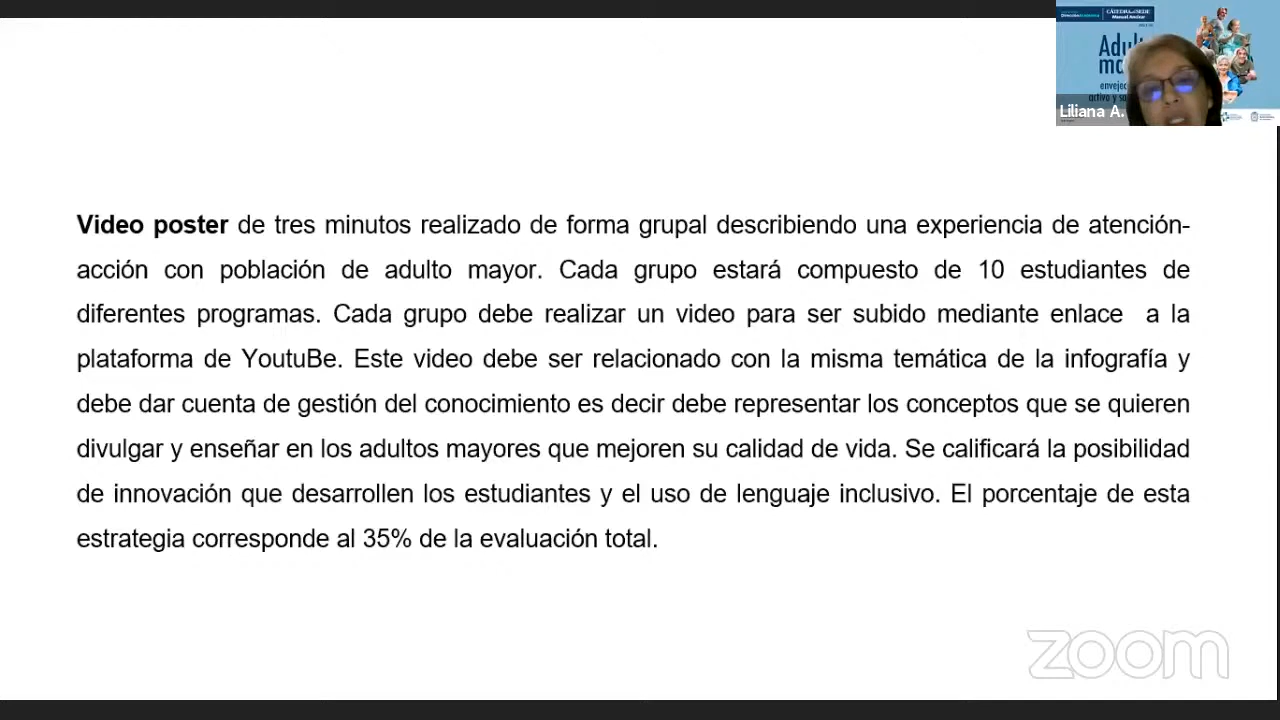 CÁTEDRA de SEDE
Manuel Ancízar
Liliana A.
Video poster de tres minutos realizado de forma grupal describiendo una experiencia de atención-
acción con población de adulto mayor. Cada grupo estará compuesto de 10 estudiantes de
diferentes programas. Cada grupo debe realizar un video para ser subido mediante enlace a la
plataforma de YoutuBe. Este video debe ser relacionado con la misma temática de la infografía y
debe dar cuenta de gestión del conocimiento es decir debe representar los conceptos que se quieren
divulgar y enseñar en los adultos mayores que mejoren su calidad de vida. Se calificará la posibilidad
de innovación que desarrollen los estudiantes y el uso de lenguaje inclusivo. El porcentaje de esta
estrategia corresponde al 35% de la evaluación total.
zoom